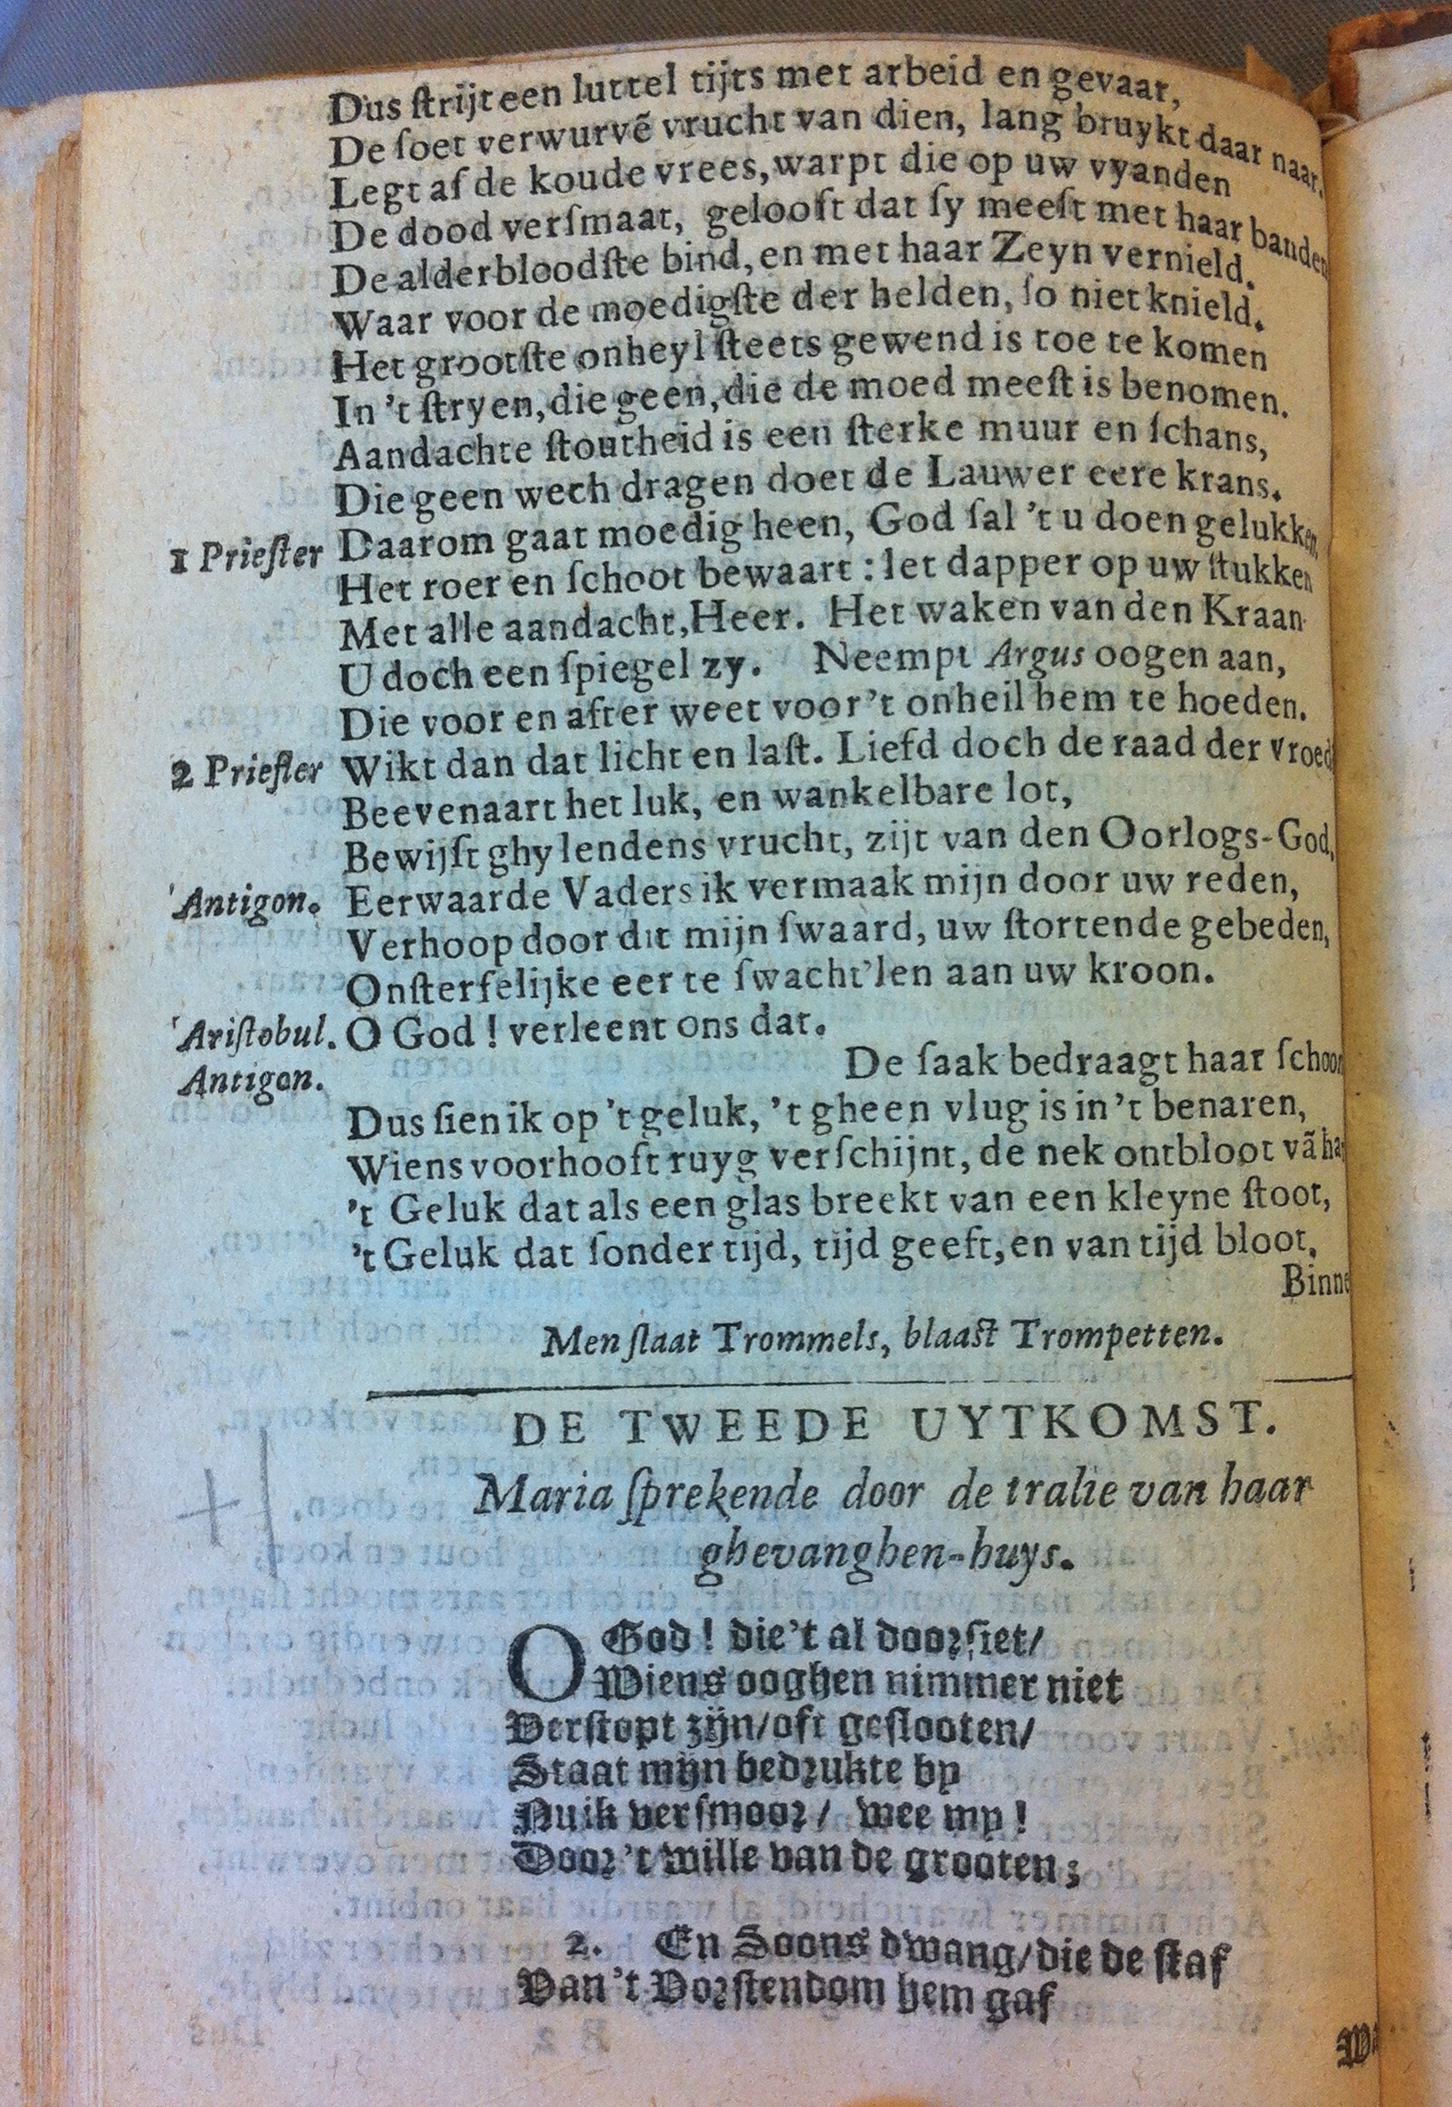 Dus ſtrijt een luttel tijts met arbeid en gevaar,
De ſoet verwurvẽ vrucht van dien, lang bruykt daar naar.
Legt af de koude vrees, warpt die op uw vyanden
De dood verſmaat, gelooft dat ſy meeſt met haar banden
De alderbloodſte bind, en met haar Zeyn vernield.
Waar voor de moedigſte der helden, ſo niet knield.
Het grootſte onheyl ſteets gewend is toe te komen
In 't ſtryen, die geen, die de moed meeſt is benomen.
Aandachte ſtoutheid is een ſterke muur en ſchans,
Die geen wech dragen doet de Lauwer eere krans.
1 Prieſter Daarom gaat moedig heen, God ſal 't u doen gelukken,
Het roer en ſchoot bewaart : let dapper op uw ſtukken
Met alle aandacht, Heer. Het waken van den Kraan
U doch een ſpiegel zy. Neempt Argus oogen aan,
Die voor en after weet voor 't onheil hem te hoeden.
2 Prieſter Wikt dan dat licht en laſt. Liefd doch de raad der vroed
Beevenaart het luk, en wankelbare lot,
Bewijſt ghy lendens vrucht, zijt van den Oorlogs-God,
Antigon. Eerwaarde Vaders ik vermaak mijn door uw reden,
Verhoop door dit mijn ſwaard, uw ſtortende gebeden,
Onſterfelijke eer te ſwacht'len aan uw kroon.
Ariſtobul. O God ! verleent ons dat.
Antigon. De ſaak bedraagt haar ſchoon
Dus ſien ik op 't geluk, 't gheen vlug is in 't benaren,
Wiens voorhooft ruyg verſchijnt, de nek ontbloot vã ha
't Geluk dat als een glas breekt van een kleyne ſtoot,
't Geluk dat ſonder tijd, tijd geeft, en van tijd bloot.
Binne
Men ſlaat Trommels, blaaſt Trompetten.
DE TWEEDE UYTKOMST.
Maria ſprekende door de tralie van haar
ghevanghen-huys.
O God ! die 't al doorſiet/
Wiens ooghen nimmer niet
Verſtopt zijn/oft geſlooten/
Staat mijn bedrukte by
Nu ik verſmoor/ wee my !
Door 't wille van de grooten;
2. En Soons dwang/die de ſtaf
Van 't Vorſtendom hem gaf